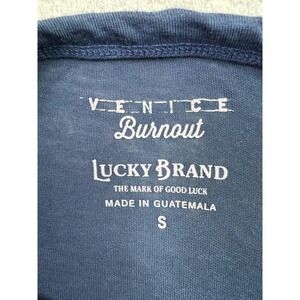 VENICE
Burnout
LUCKY BRAND
THE MARK OF GOOD LUCK
MADE IN GUATEMALA
S